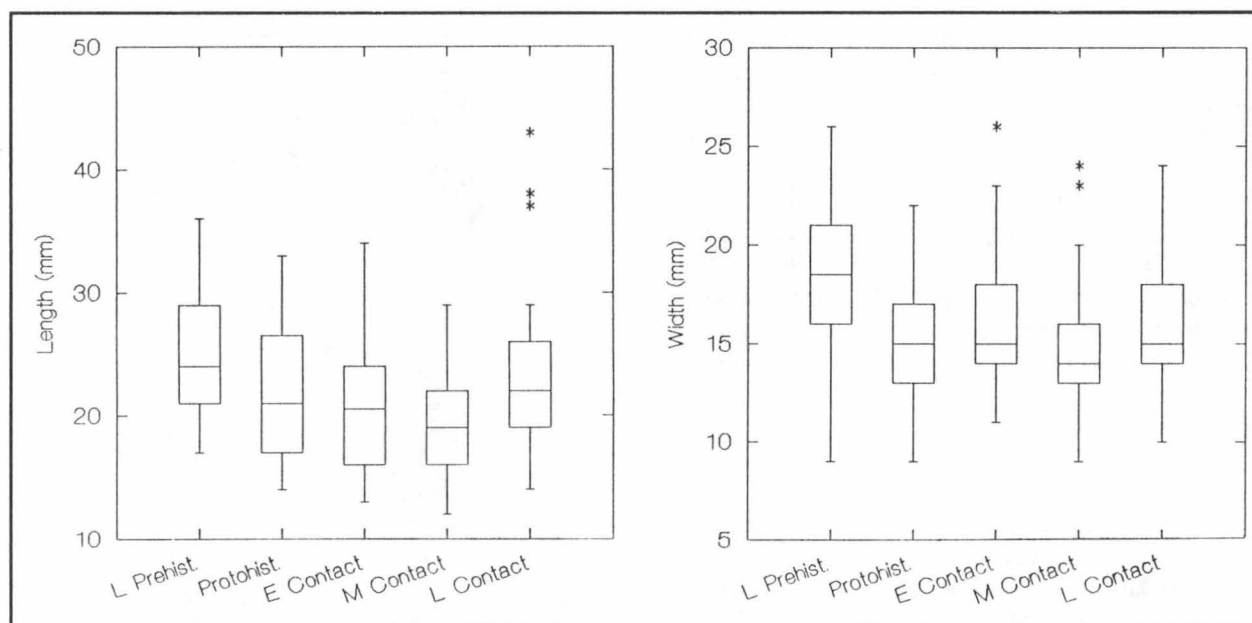 50
40
30
20
10
Length (mm)
L Prehist.
Protohist.
E Contact
M Contact
L Contact
30
25
20
15
10
5
Width (mm)
L Prehist.
Protohist.
E Contact
M Contact
L Contact